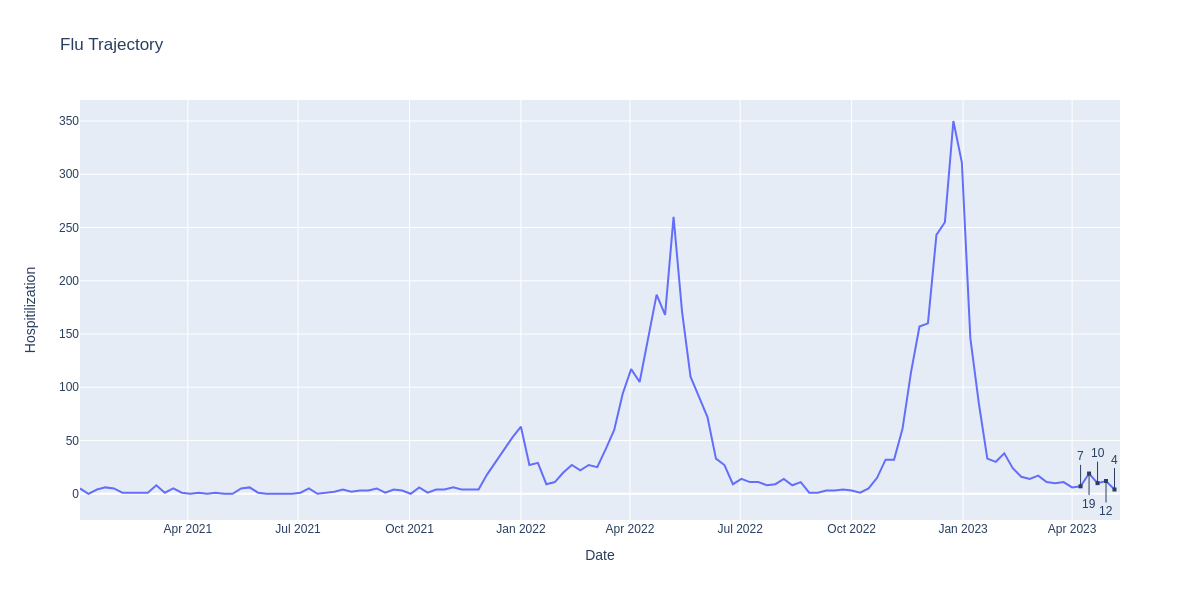 Flu Trajectory
Hospitilization
350
300
250
200
150
100
50
0
7
10
4
19
12
Apr 2021
Jul 2021
Oct 2021
Jan 2022
Apr 2022
Jul 2022
Oct 2022
Jan 2023
Apr 2023
Date